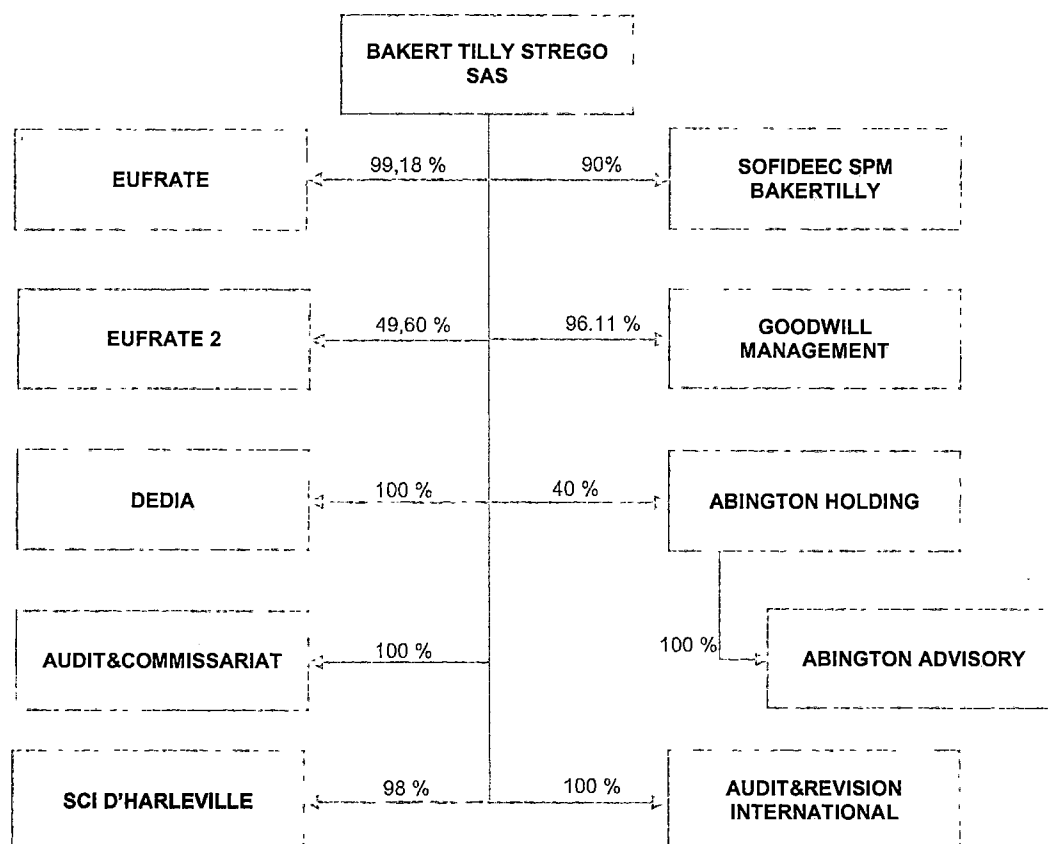 BAKERT TILLY STREGO
SAS
EUFRATE
99,18 %
90%
SOFIDEEC SPM
BAKERTILLY
EUFRATE 2
49,60 %
96.11 %
GOODWILL
MANAGEMENT
DEDIA
100 %
40 %
ABINGTON HOLDING
AUDIT&COMMISSARIAT
100 %
100 %
ABINGTON ADVISORY
SCI D'HARLEVILLE
98 %
100 %
AUDIT&REVISION
INTERNATIONAL